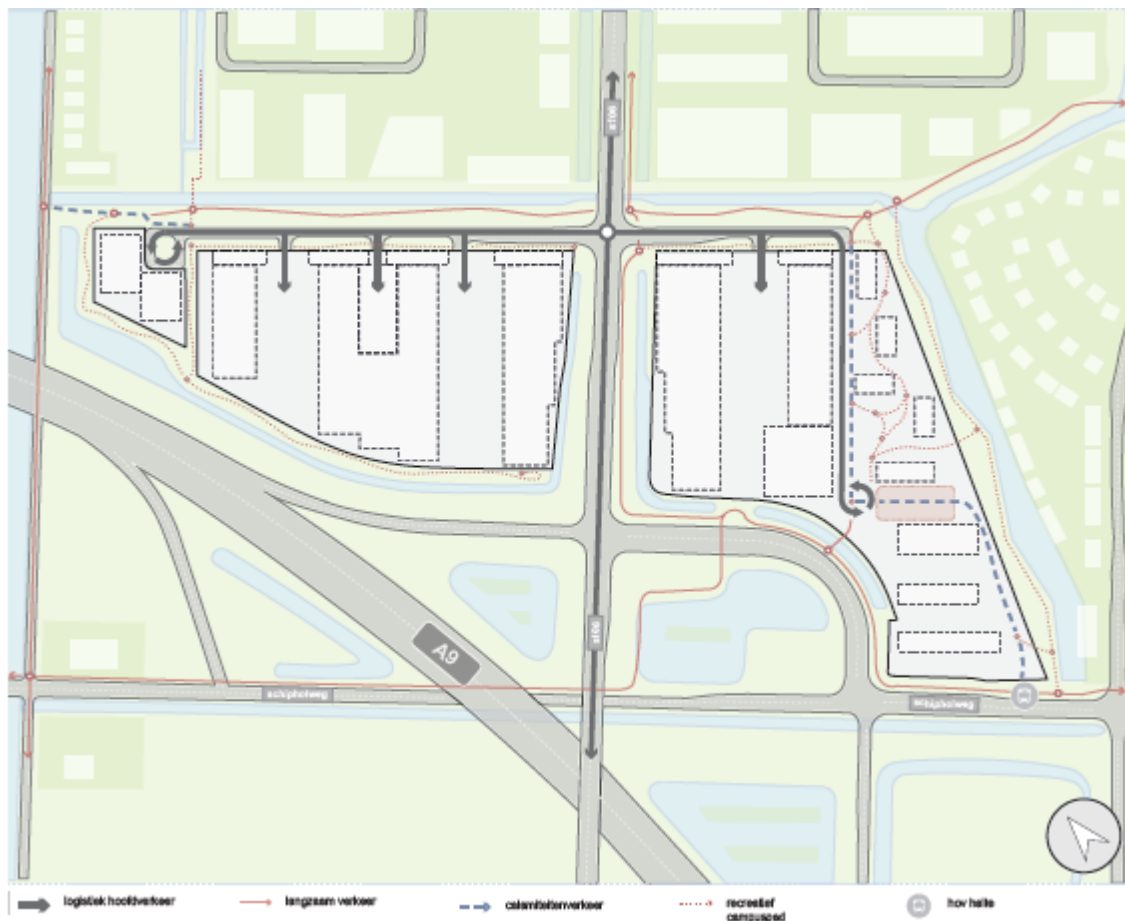 s106
A9
s106
schipholweg
schipholweg
logistiek hoofdverkeer
langzaam verkeer
calamiteitenverkeer
recreatief
campuspad
hov halte